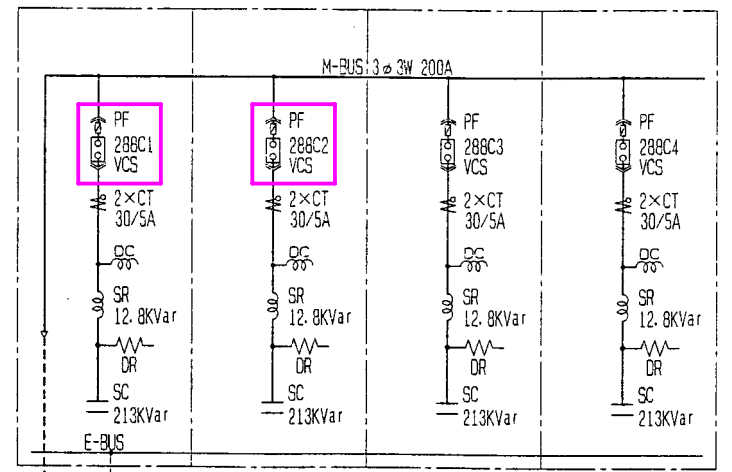 M-BUS 3ø 3W 200A
PF
288C1
VCS
2×CT
30/5A
DC
SR
12.8KVar
DR
SC
213KVar
PF
288C2
VCS
2×CT
30/5A
DC
SR
12.8KVar
DR
SC
213KVar
PF
288C3
VCS
2×CT
30/5A
DC
SR
12.8KVar
DR
SC
213KVar
PF
288C4
VCS
2×CT
30/5A
DC
SR
12.8KVar
DR
SC
213KVar
E-BUS